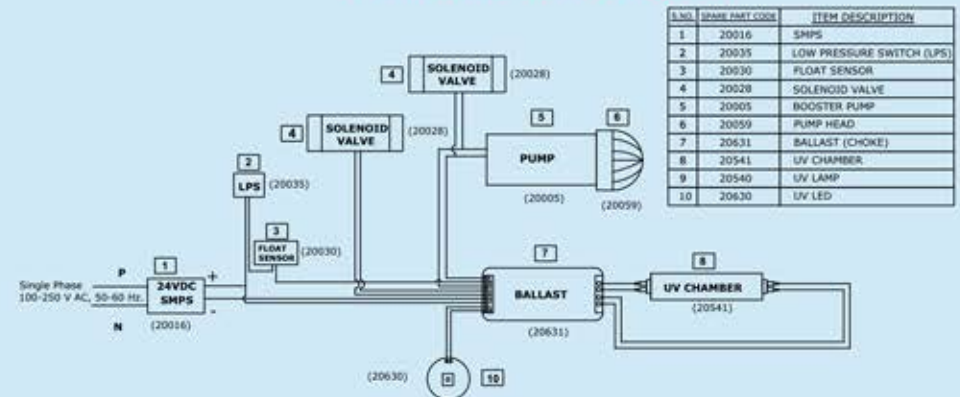 S.NO. SPARE PART CODE ITEM DESCRIPTION
1 20016 SMPS
2 20035 LOW PRESSURE SWITCH (LPS)
3 20030 FLOAT SENSOR
4 20028 SOLENOID VALVE
5 20005 BOOSTER PUMP
6 20059 PUMP HEAD
7 20631 BALLAST (CHOKE)
8 20541 UV CHAMBER
9 20540 UV LAMP
10 20630 UV LED
4
SOLENOID
VALVE
(20028)
4
SOLENOID
VALVE
(20028)
5
6
PUMP
(20005)
(20059)
2
LPS
(20035)
3
FLOAT
SENSOR
(20030)
1
P
Single Phase
100-250 V AC, 50-60 Hz.
N
24VDC
SMPS
+
-
(20016)
7
BALLAST
(20631)
8
UV CHAMBER
(20541)
(20630)
10